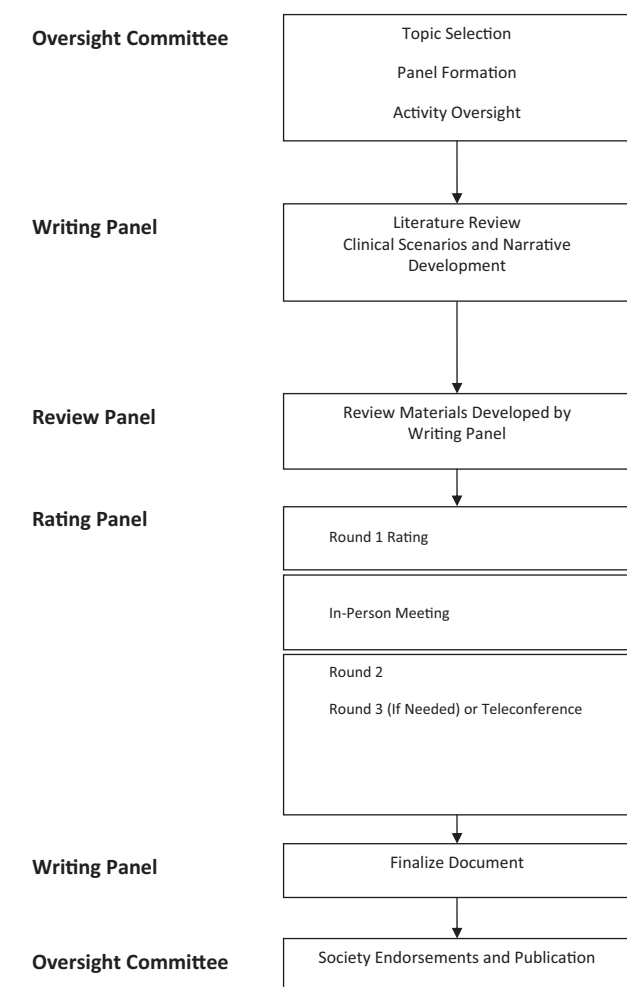 Oversight Committee
Topic Selection
Panel Formation
Activity Oversight
Writing Panel
Literature Review
Clinical Scenarios and Narrative
Development
Review Panel
Review Materials Developed by
Writing Panel
Rating Panel
Round 1 Rating
In-Person Meeting
Round 2
Round 3 (If Needed) or Teleconference
Writing Panel
Finalize Document
Oversight Committee
Society Endorsements and Publication